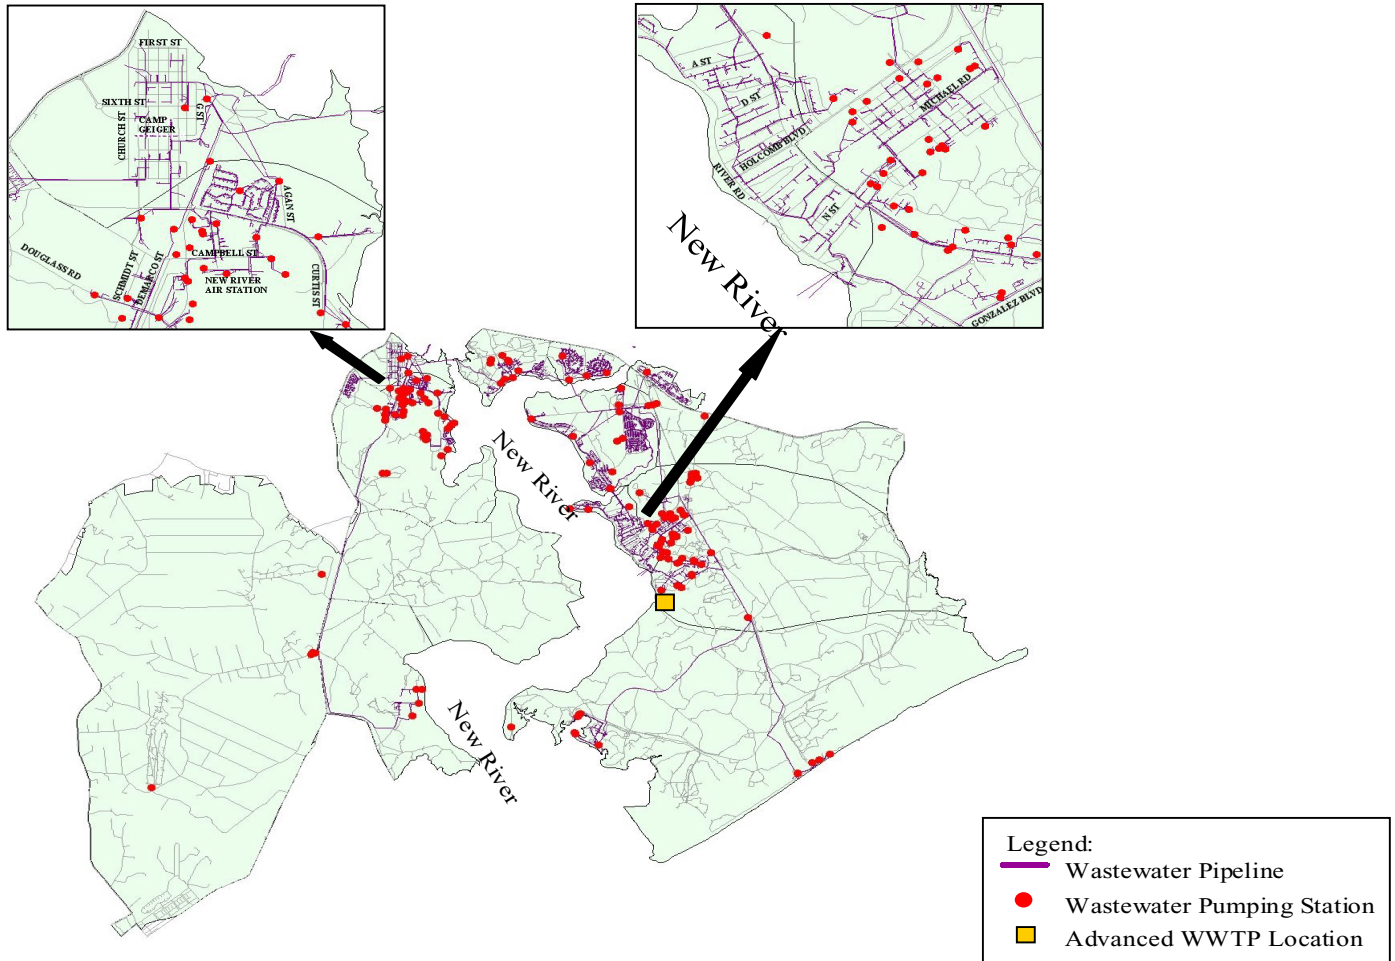 FIRST ST
SIXTH ST
G ST
CAMP
GEIGER
CHURCH ST
AGAN ST
DOUGLASS RD
SCHMIDT ST
DEMARCO ST
CAMPBELL ST
NEW RIVER
AIR STATION
CURTIS ST
A ST
D ST
MICHAEL RD
HOLCOMB BLVD
RIVER RD
N ST
GONZALEZ BLVD
New River
New River
New River
Legend:
Wastewater Pipeline
Wastewater Pumping Station
Advanced WWTP Location